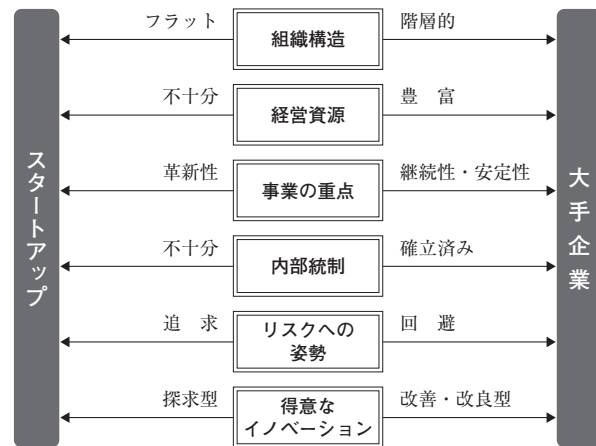 フラット 組織構造 階層的
不十分 経営資源 豊 富
革新性 事業の重点 継続性・安定性
不十分 内部統制 確立済み
追 求 リスクへの
姿勢 回 避
探求型 得意な
イノベーション 改善・改良型
スタートアップ
大手企業